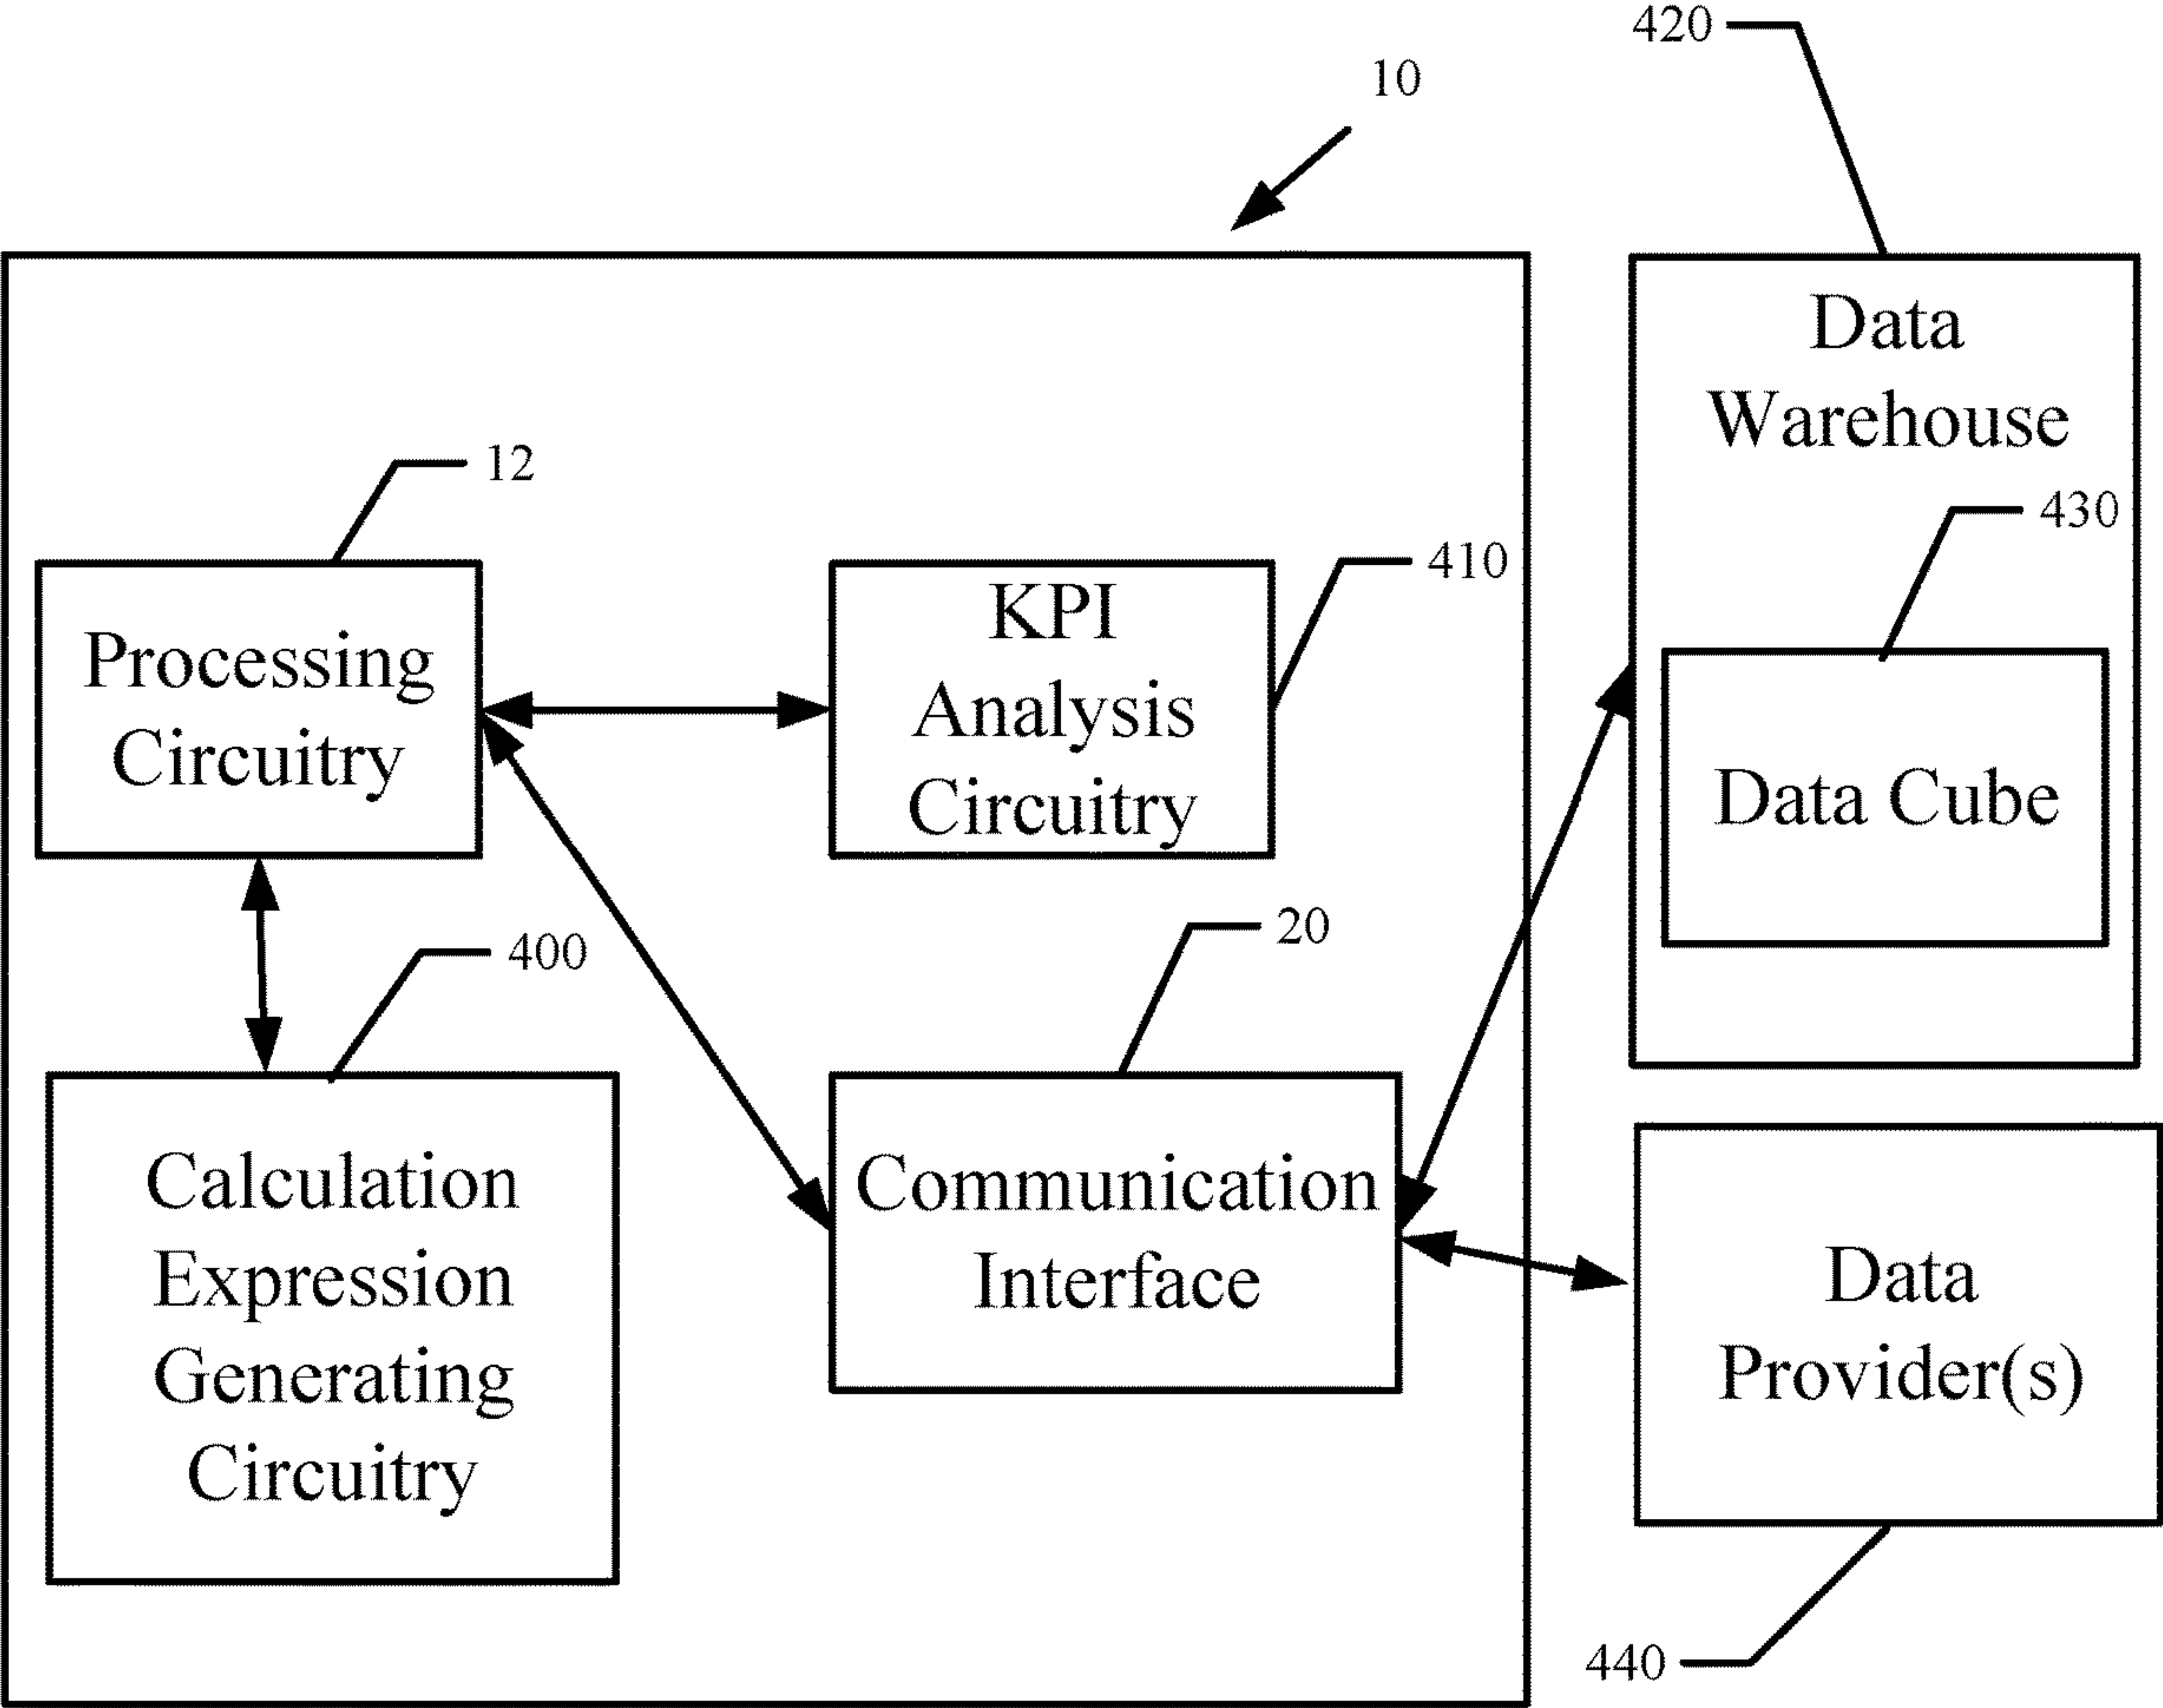 420
10
Data
Warehouse
12
430
410
KPI
Analysis
Circuitry
Processing
Circuitry
Data Cube
400
20
Calculation
Expression
Generating
Circuitry
Communication
Interface
Data
Provider(s)
440